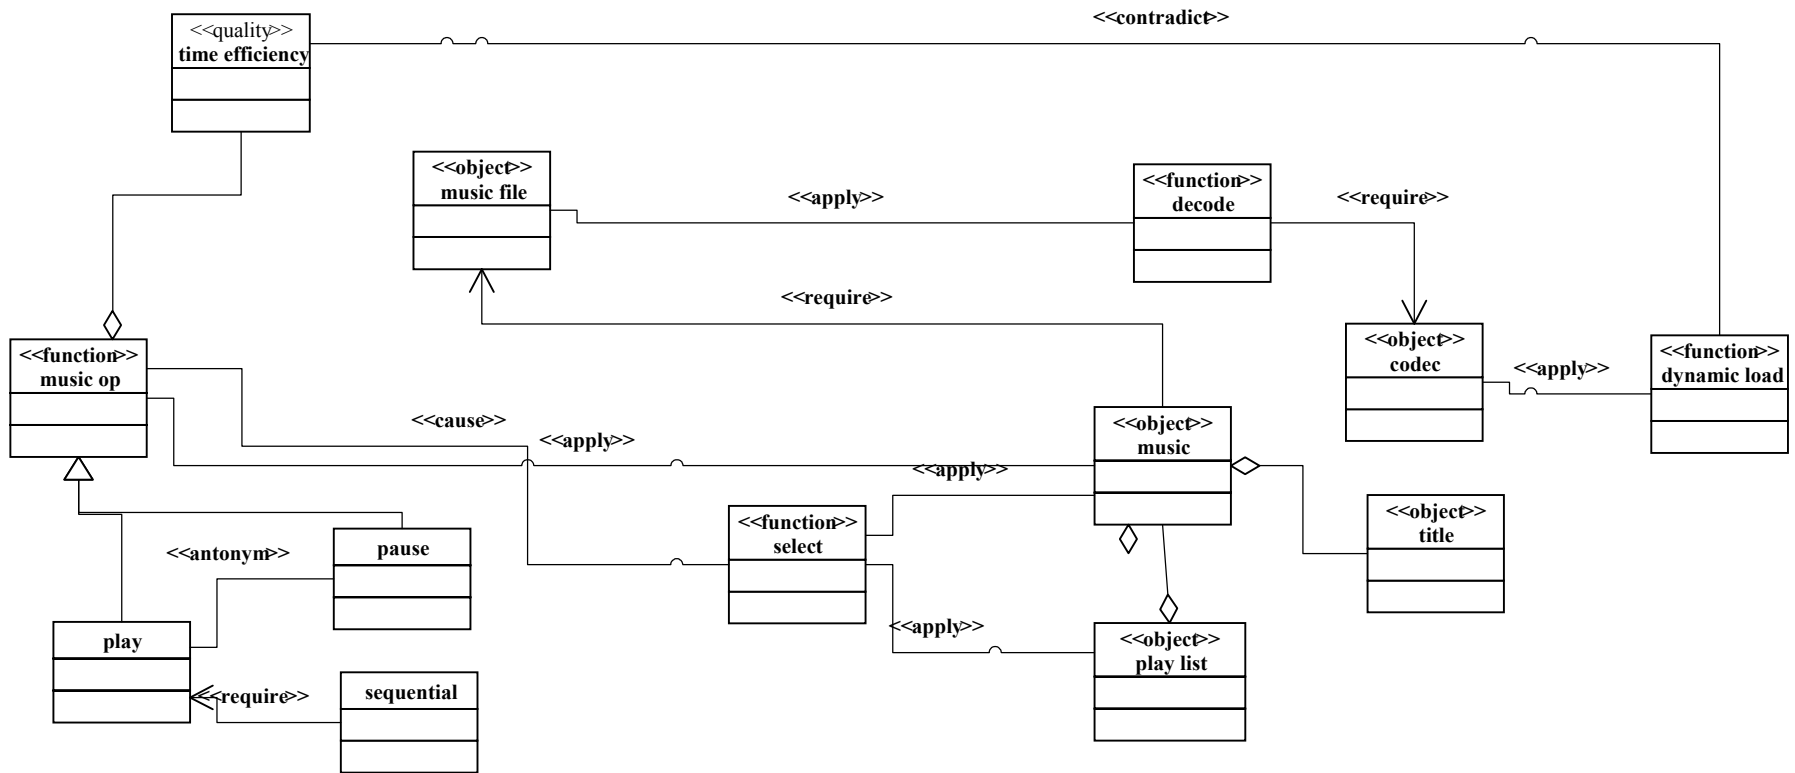 <<contradict>>
<<quality>>
time efficiency
<<object>>
music file
<<apply>>
<<function>>
decode
<<require>>
<<require>>
<<function>>
music op
<<object>>
codec
<<apply>>
<<function>>
dynamic load
<<cause>>
<<apply>>
<<object>>
music
<<apply>>
<<function>>
select
<<object>>
title
<<antonym>>
pause
play
<<apply>>
<<object>>
play list
<<require>>
sequential